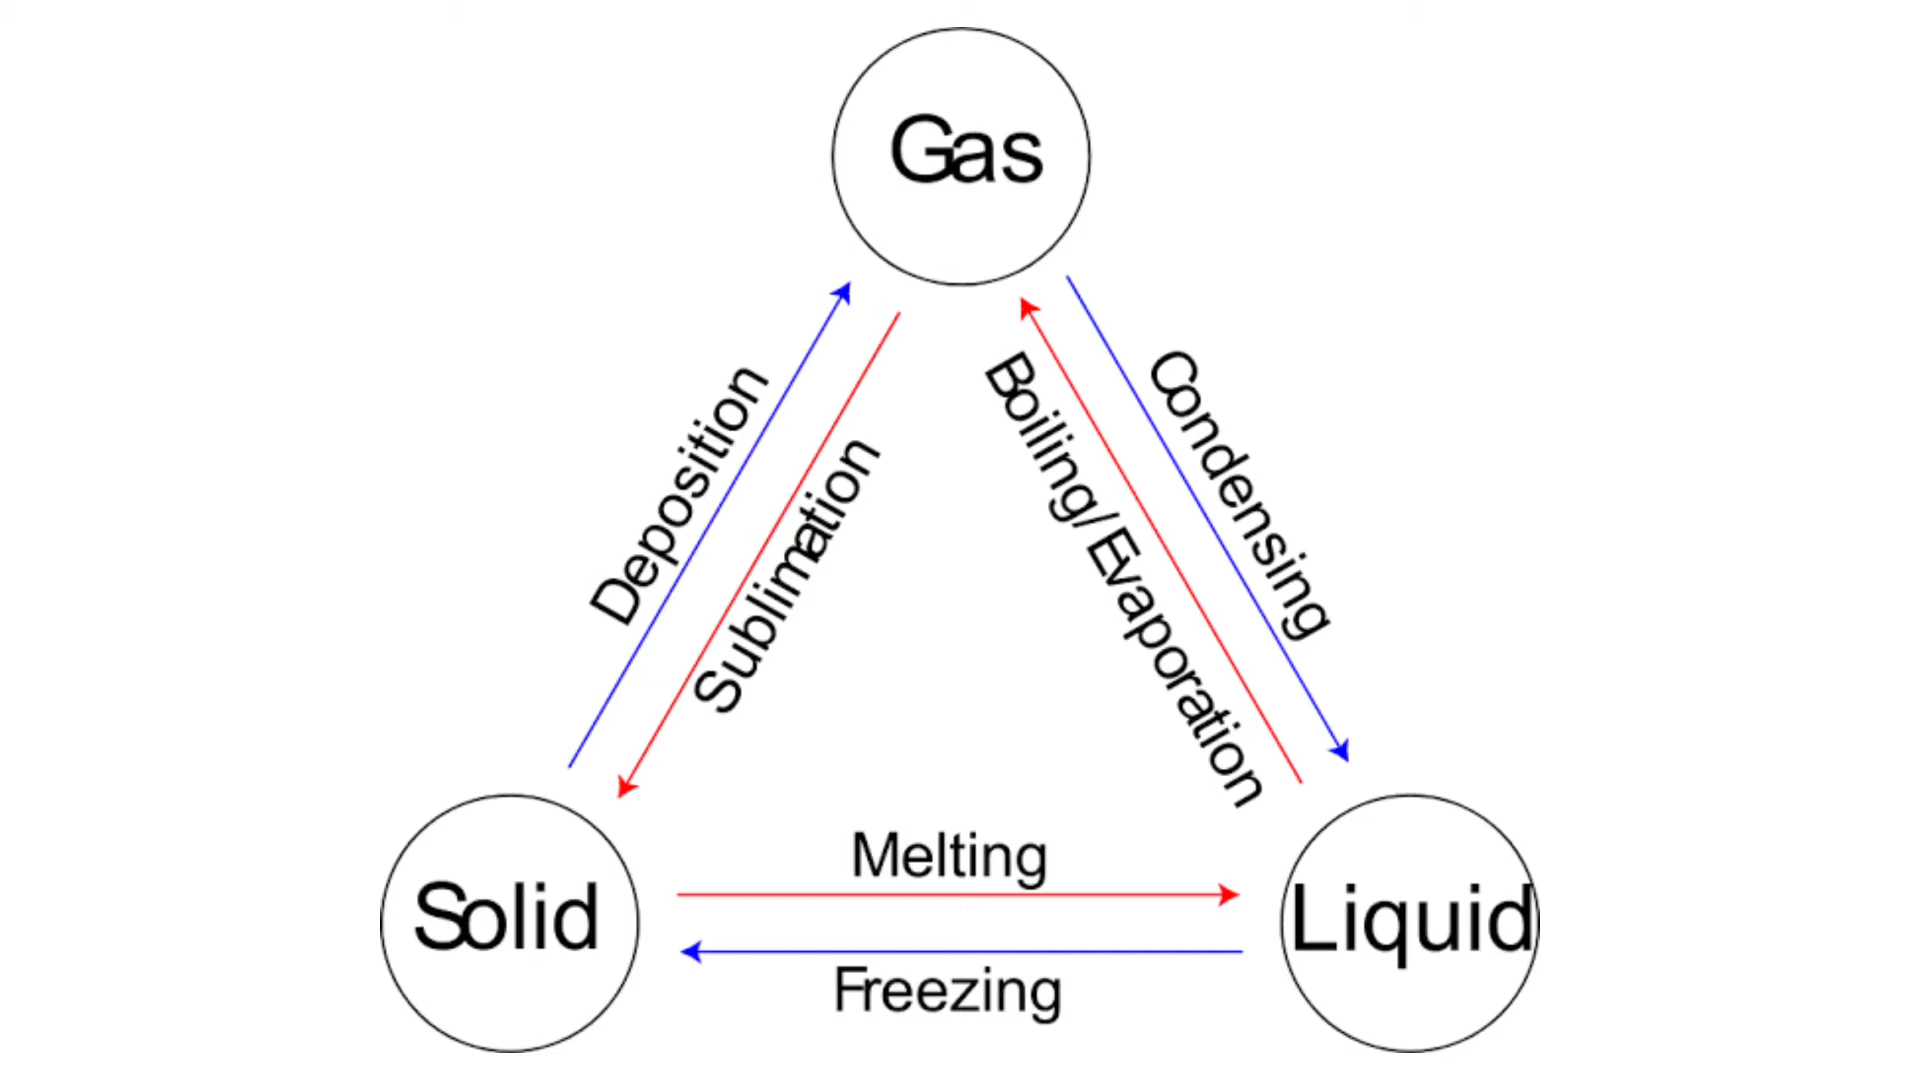 Gas
Deposition
Sublimation
Boiling/Evaporation
Condensing
Melting
Solid
Liquid
Freezing